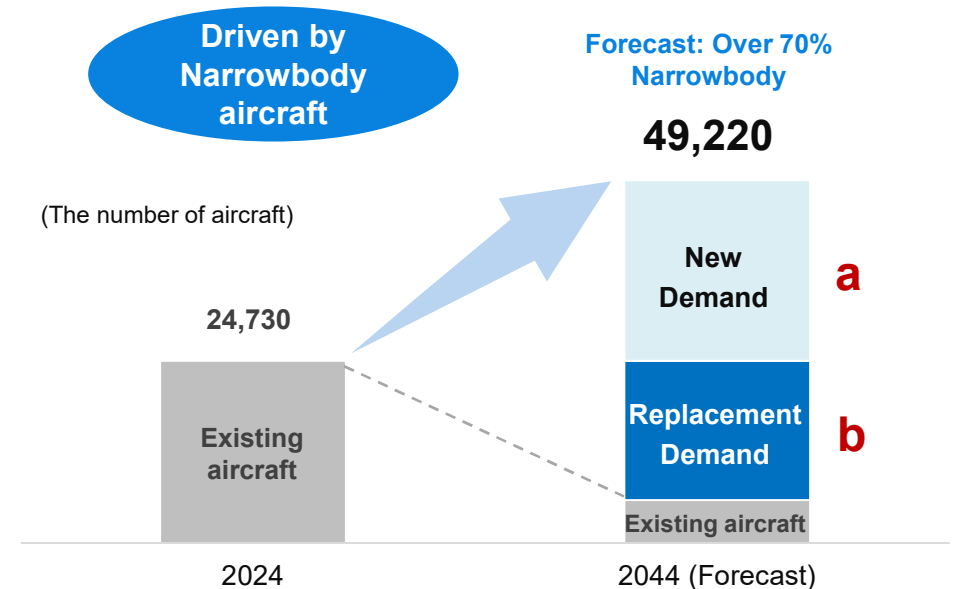 Driven by
Narrowbody
aircraft
Forecast: Over 70%
Narrowbody
49,220
(The number of aircraft)
24,730
Existing
aircraft
New
Demand
a
Replacement
Demand
b
Existing aircraft
2024
2044 (Forecast)